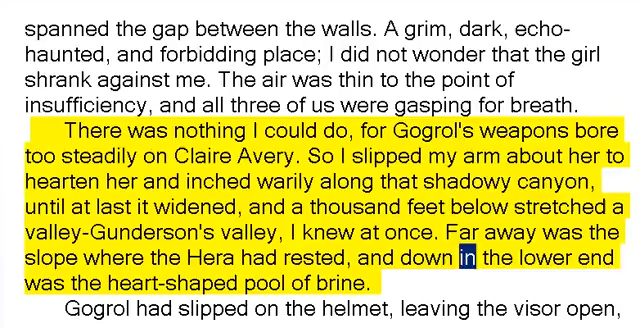 spanned the gap between the walls. A grim, dark, echo-
haunted, and forbidding place; I did not wonder that the girl
shrank against me. The air was thin to the point of
insufficiency, and all three of us were gasping for breath.
There was nothing I could do, for Gogrol's weapons bore
too steadily on Claire Avery. So I slipped my arm about her to
hearten her and inched warily along that shadowy canyon,
until at last it widened, and a thousand feet below stretched a
valley-Gunderson's valley, I knew at once. Far away was the
slope where the Hera had rested, and down in the lower end
was the heart-shaped pool of brine.
Gogrol had slipped on the helmet, leaving the visor open,